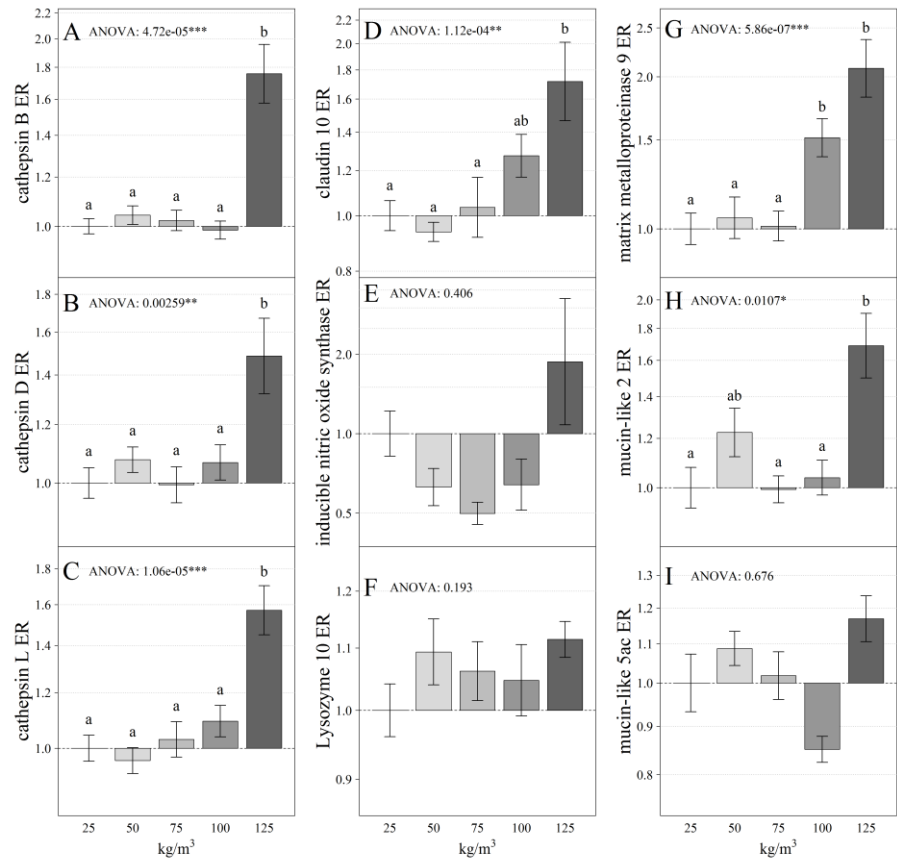 A ANOVA: 4.72e-05***
cathepsin B ER
2.2
2.0
1.8
1.6
1.4
1.2
1.0
a
a
a
a
b
B ANOVA: 0.00259**
cathepsin D ER
1.8
1.6
1.4
1.2
1.0
a
a
a
a
b
C ANOVA: 1.06e-05***
cathepsin L ER
1.8
1.6
1.4
1.2
1.0
a
a
a
a
b
25 50 75 100 125
kg/m³
D ANOVA: 1.12e-04**
claudin 10 ER
2.2
2.0
1.8
1.6
1.4
1.2
1.0
0.8
a
a
a
ab
b
E ANOVA: 0.406
inducible nitric oxide synthase ER
2.0
1.0
0.5
F ANOVA: 0.193
Lysozyme 10 ER
1.2
1.1
1.0
0.9
25 50 75 100 125
kg/m³
G ANOVA: 5.86e-07***
matrix metalloproteinase 9 ER
2.5
2.0
1.5
1.0
a
a
a
b
b
H ANOVA: 0.0107*
mucin-like 2 ER
2.0
1.8
1.6
1.4
1.2
1.0
a
ab
a
a
b
I ANOVA: 0.676
mucin-like 5ac ER
1.3
1.2
1.1
1.0
0.9
0.8
25 50 75 100 125
kg/m³